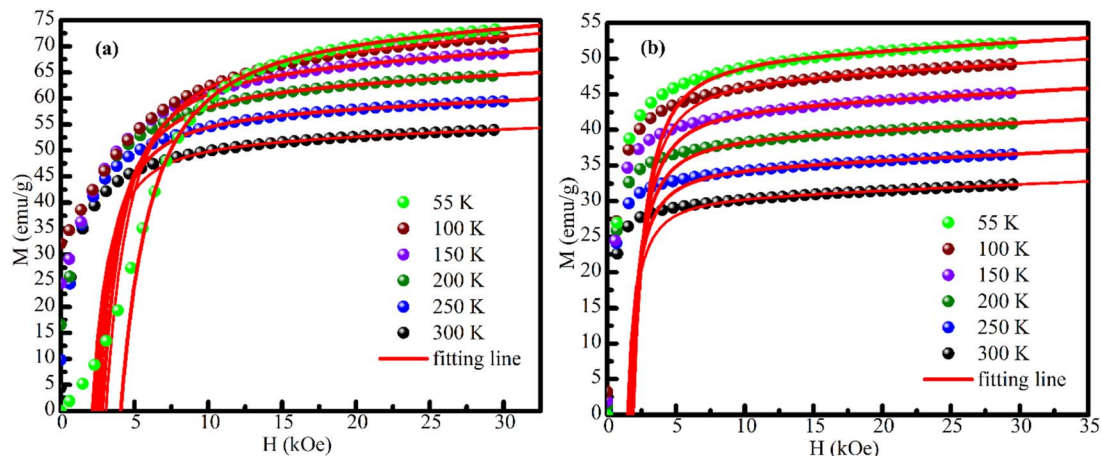 (a)
M (emu/g)
75
70
65
60
55
50
45
40
35
30
25
20
15
10
5
0
55 K
100 K
150 K
200 K
250 K
300 K
fitting line
0 5 10 15 20 25 30
H (kOe)
(b)
M (emu/g)
55
50
45
40
35
30
25
20
15
10
5
0
55 K
100 K
150 K
200 K
250 K
300 K
fitting line
0 5 10 15 20 25 30 35
H (kOe)